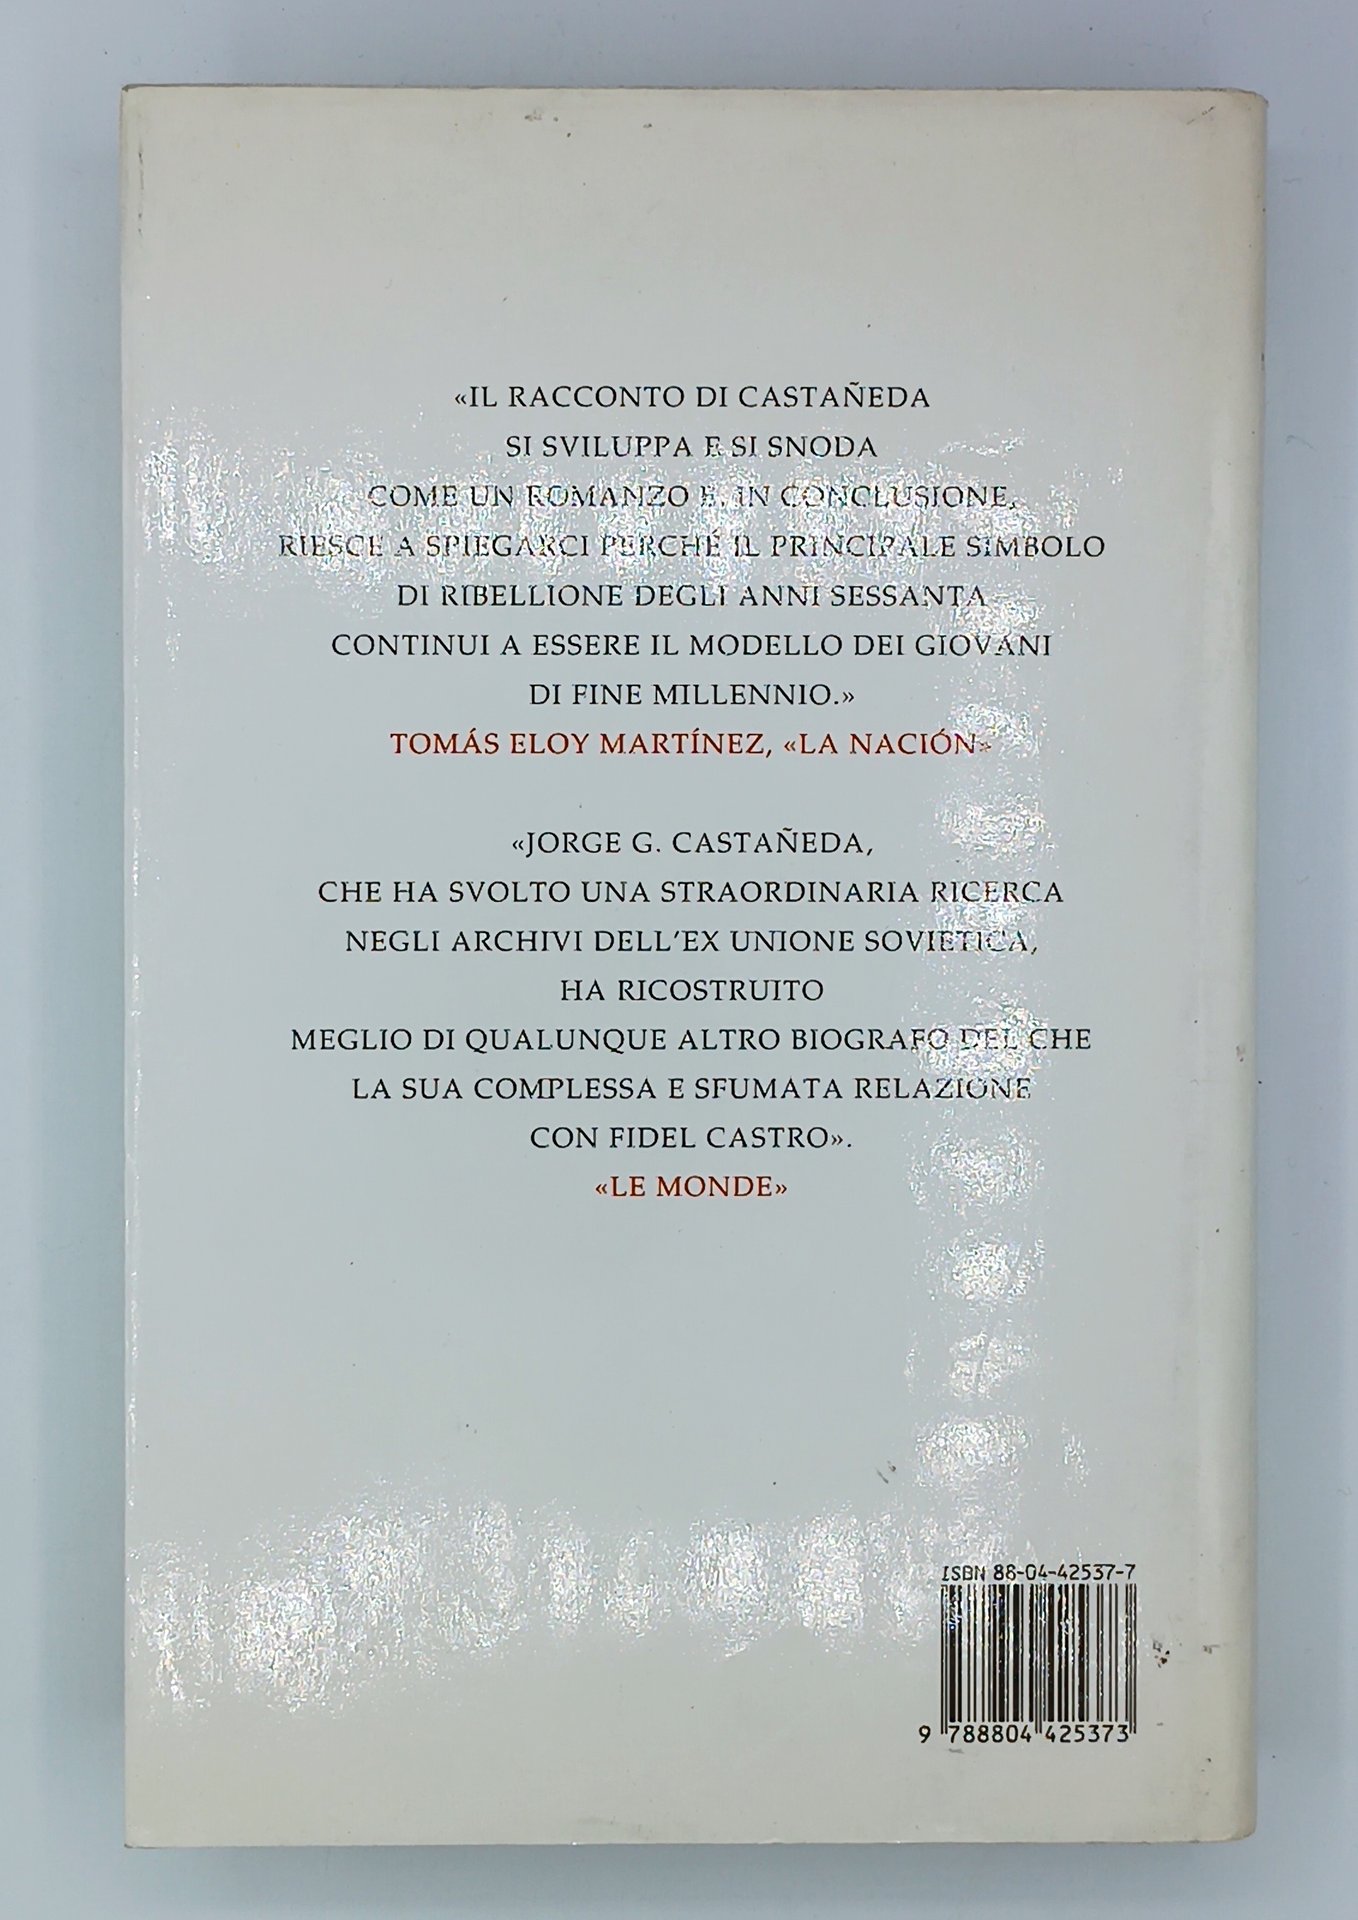 «IL RACCONTO DI CASTAÑEDA
SI SVILUPPA E SI SNODA
COME UN ROMANZO E, IN CONCLUSIONE,
RIESCE A SPIEGARCI PERCHÉ IL PRINCIPALE SIMBOLO
DI RIBELLIONE DEGLI ANNI SESSANTA
CONTINUI A ESSERE IL MODELLO DEI GIOVANI
DI FINE MILLENNIO.»
TOMÁS ELOY MARTÍNEZ, «LA NACIÓN»
«JORGE G. CASTAÑEDA,
CHE HA SVOLTO UNA STRAORDINARIA RICERCA
NEGLI ARCHIVI DELL'EX UNIONE SOVIETICA,
HA RICOSTRUITO
MEGLIO DI QUALUNQUE ALTRO BIOGRAFO DEL CHE
LA SUA COMPLESSA E SFUMATA RELAZIONE
CON FIDEL CASTRO».
«LE MONDE»
ISBN 88-04-42537-7
9 788804 425373